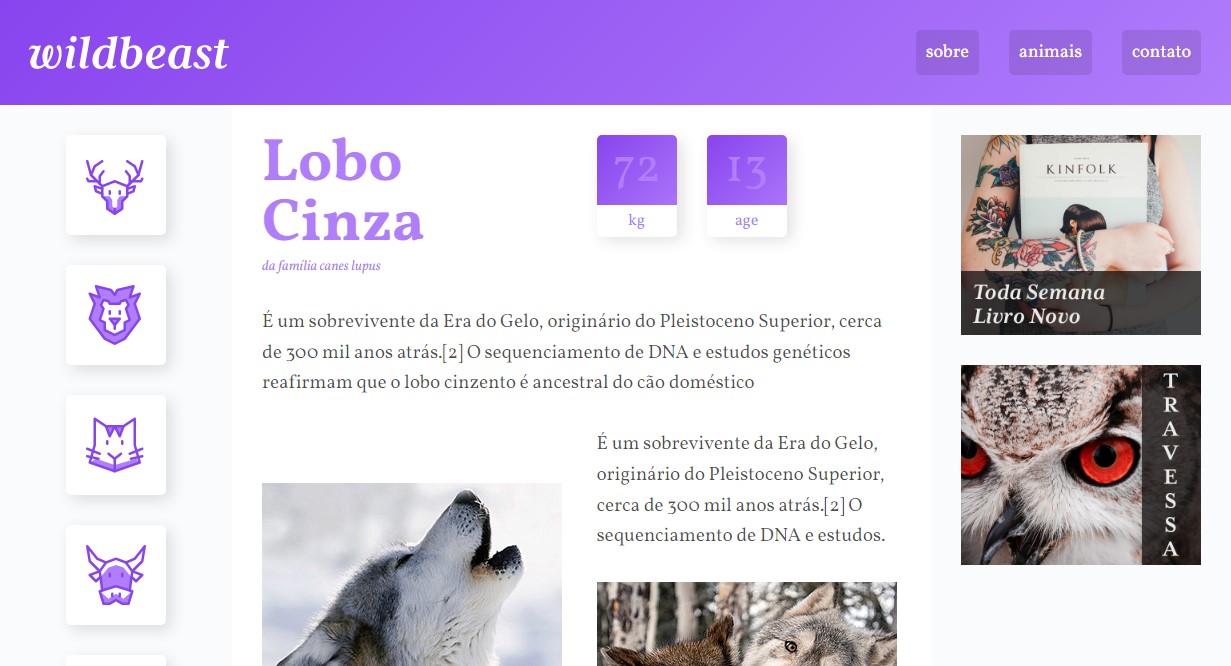 wildbeast
sobre animais contato
Lobo
Cinza
da família canes lupus
72
kg
13
age
É um sobrevivente da Era do Gelo, originário do Pleistoceno Superior, cerca
de 300 mil anos atrás.[2] O sequenciamento de DNA e estudos genéticos
reafirmam que o lobo cinzento é ancestral do cão doméstico
É um sobrevivente da Era do Gelo,
originário do Pleistoceno Superior,
cerca de 300 mil anos atrás.[2] O
sequenciamento de DNA e estudos.
KINFOLK
Toda Semana
Livro Novo
TRAVESSA